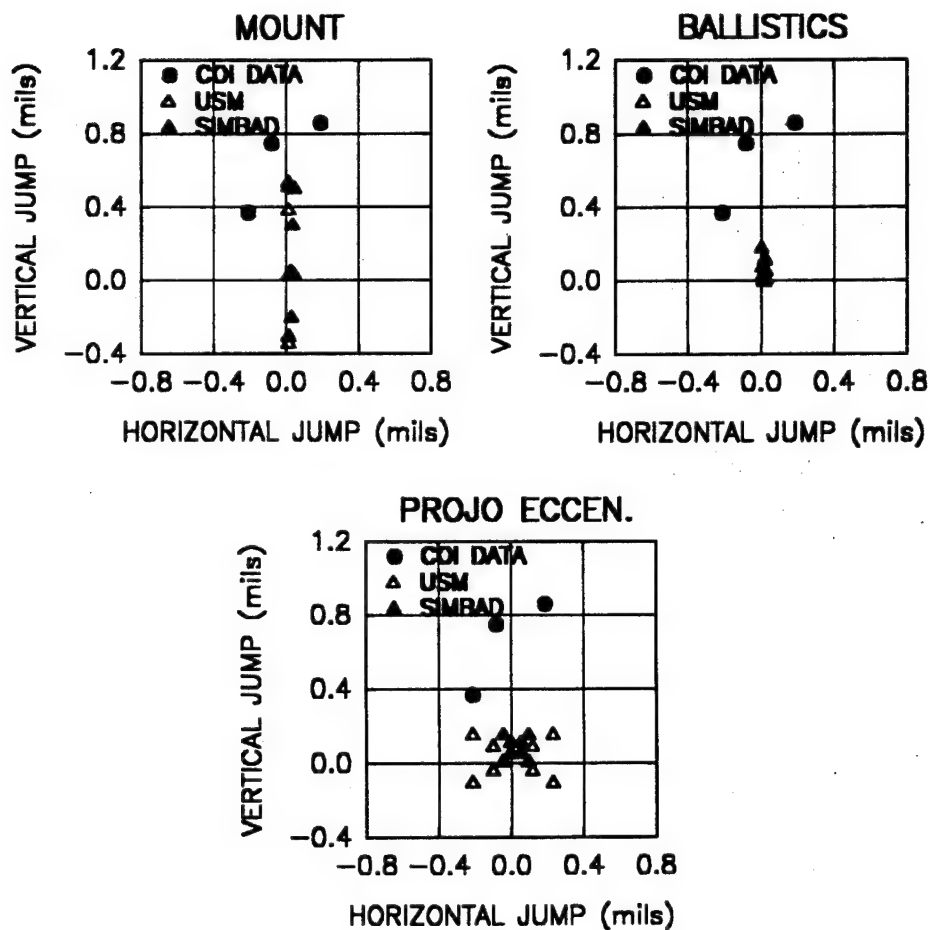 MOUNT
1.2
0.8
0.4
0.0
−0.4
VERTICAL JUMP (mils)
CDI DATA
USM
SIMBAD
−0.8 −0.4 0.0 0.4 0.8
HORIZONTAL JUMP (mils)
BALLISTICS
1.2
0.8
0.4
0.0
−0.4
VERTICAL JUMP (mils)
CDI DATA
USM
SIMBAD
−0.8 −0.4 0.0 0.4 0.8
HORIZONTAL JUMP (mils)
PROJO ECCEN.
1.2
0.8
0.4
0.0
−0.4
VERTICAL JUMP (mils)
CDI DATA
USM
SIMBAD
−0.8 −0.4 0.0 0.4 0.8
HORIZONTAL JUMP (mils)